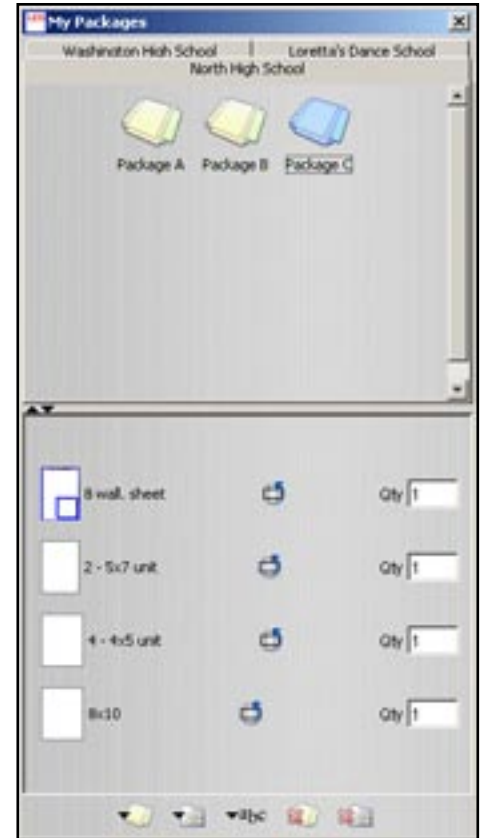 My Packages
Washington High School
Loretta's Dance School
North High School
Package A
Package B
Package C
8 wall. sheet
Qty 1
2 - 5x7 unit
Qty 1
4 - 4x5 unit
Qty 1
8x10
Qty 1
abc